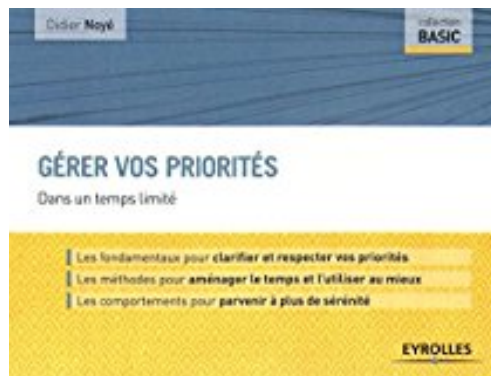 Didier Noyé
collection
BASIC
GÉRER VOS PRIORITÉS
Dans un temps limité
Les fondamentaux pour clarifier et respecter vos priorités
Les méthodes pour aménager le temps et l'utiliser au mieux
Les comportements pour parvenir à plus de sérénité
EYROLLES